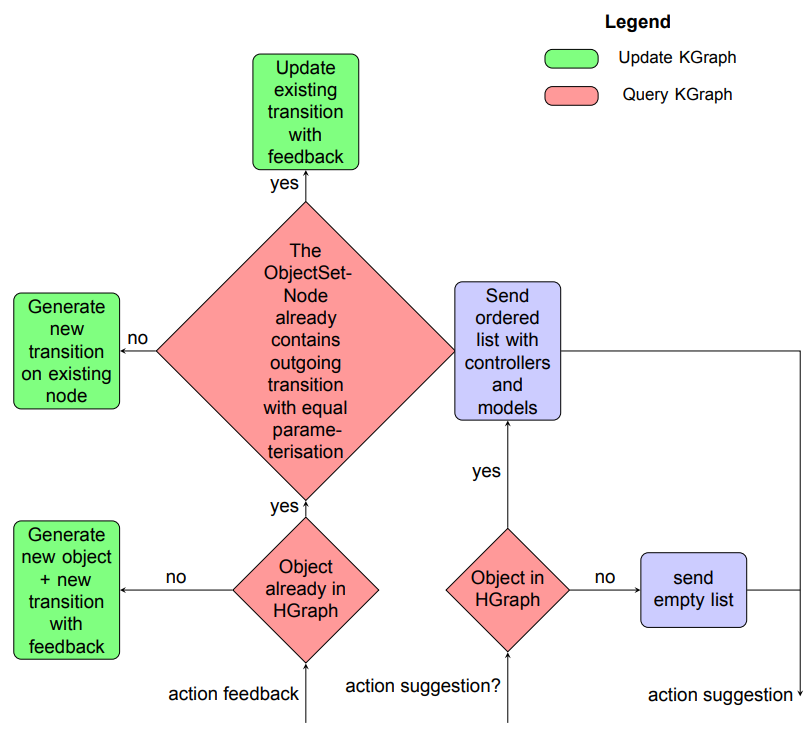 Legend
Update KGraph
Query KGraph
Update
existing
transition
with
feedback
yes
The
ObjectSet-
Node
already
contains
outgoing
transition
with equal
parame-
terisation
no
Generate
new
transition
on existing
node
Send
ordered
list with
controllers
and
models
yes
yes
Generate
new object
+ new
transition
with
feedback
no
Object
already in
HGraph
Object in
HGraph
no
send
empty list
action feedback
action suggestion?
action suggestion